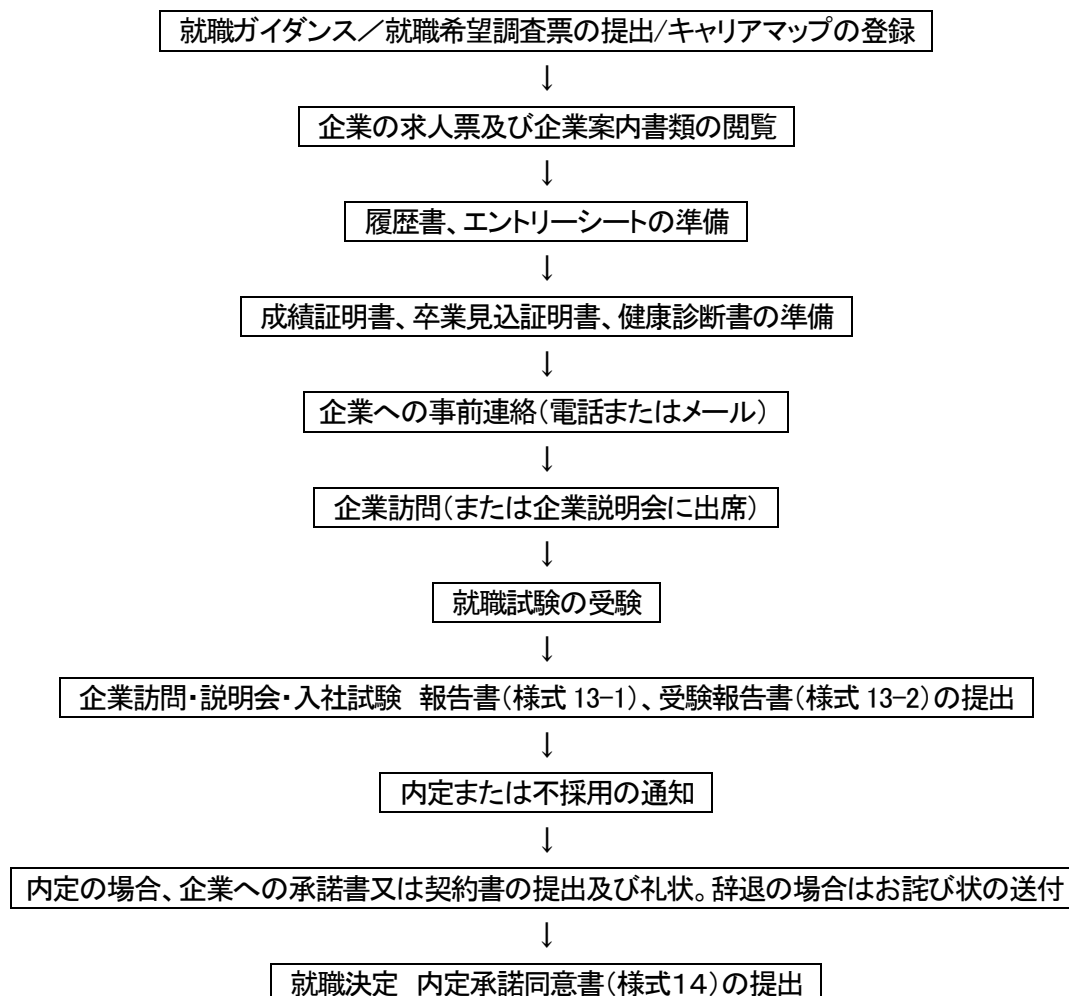 就職ガイダンス／就職希望調査票の提出/キャリアマップの登録
↓
企業の求人票及び企業案内書類の閲覧
↓
履歴書、エントリーシートの準備
↓
成績証明書、卒業見込証明書、健康診断書の準備
↓
企業への事前連絡（電話またはメール）
↓
企業訪問（または企業説明会に出席）
↓
就職試験の受験
↓
企業訪問・説明会・入社試験　報告書（様式 13-1）、受験報告書（様式 13-2）の提出
↓
内定または不採用の通知
↓
内定の場合、企業への承諾書又は契約書の提出及び礼状。辞退の場合はお詫び状の送付
↓
就職決定　内定承諾同意書（様式１４）の提出